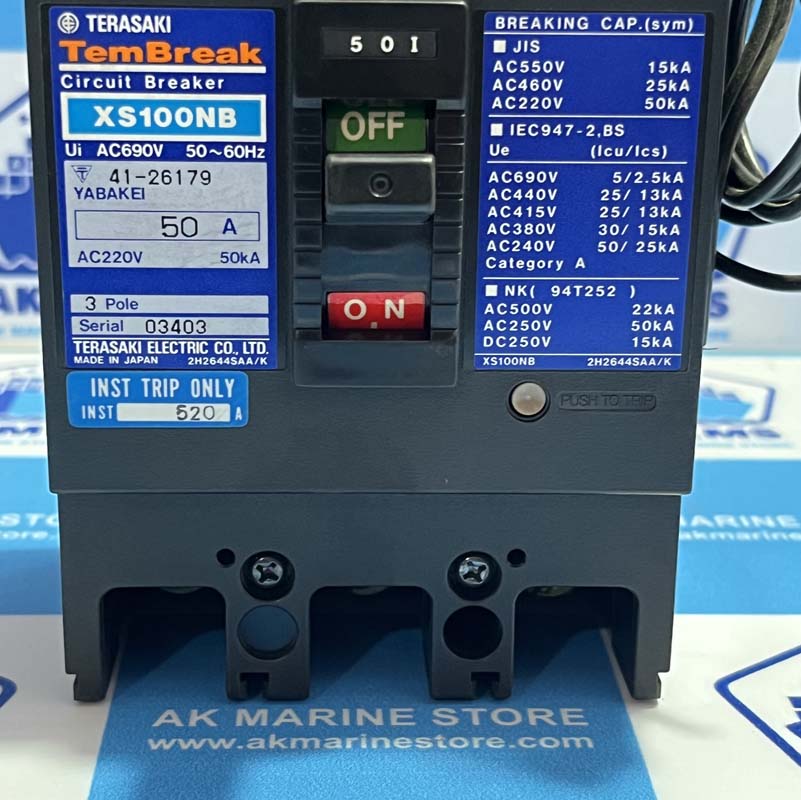 TERASAKI
TemBreak
Circuit Breaker
XS100NB
Ui AC690V 50~60Hz
41-26179
YABAKEI
50 A
AC220V 50kA
3 Pole
Serial 03403
TERASAKI ELECTRIC CO., LTD.
MADE IN JAPAN 2H2644SAA/K
INST TRIP ONLY
INST 520 A
50I
OFF
ON
BREAKING CAP.(sym)
JIS
AC550V 15kA
AC460V 25kA
AC220V 50kA
IEC947-2,BS
Ue (Icu/Ics)
AC690V 5/2.5kA
AC440V 25/ 13kA
AC415V 25/ 13kA
AC380V 30/ 15kA
AC240V 50/ 25kA
Category A
NK( 94T252 )
AC500V 22kA
AC250V 50kA
DC250V 15kA
XS100NB 2H2644SAA/K
PUSH TO TRIP
AK MARINE STORE
www.akmarinestore.com